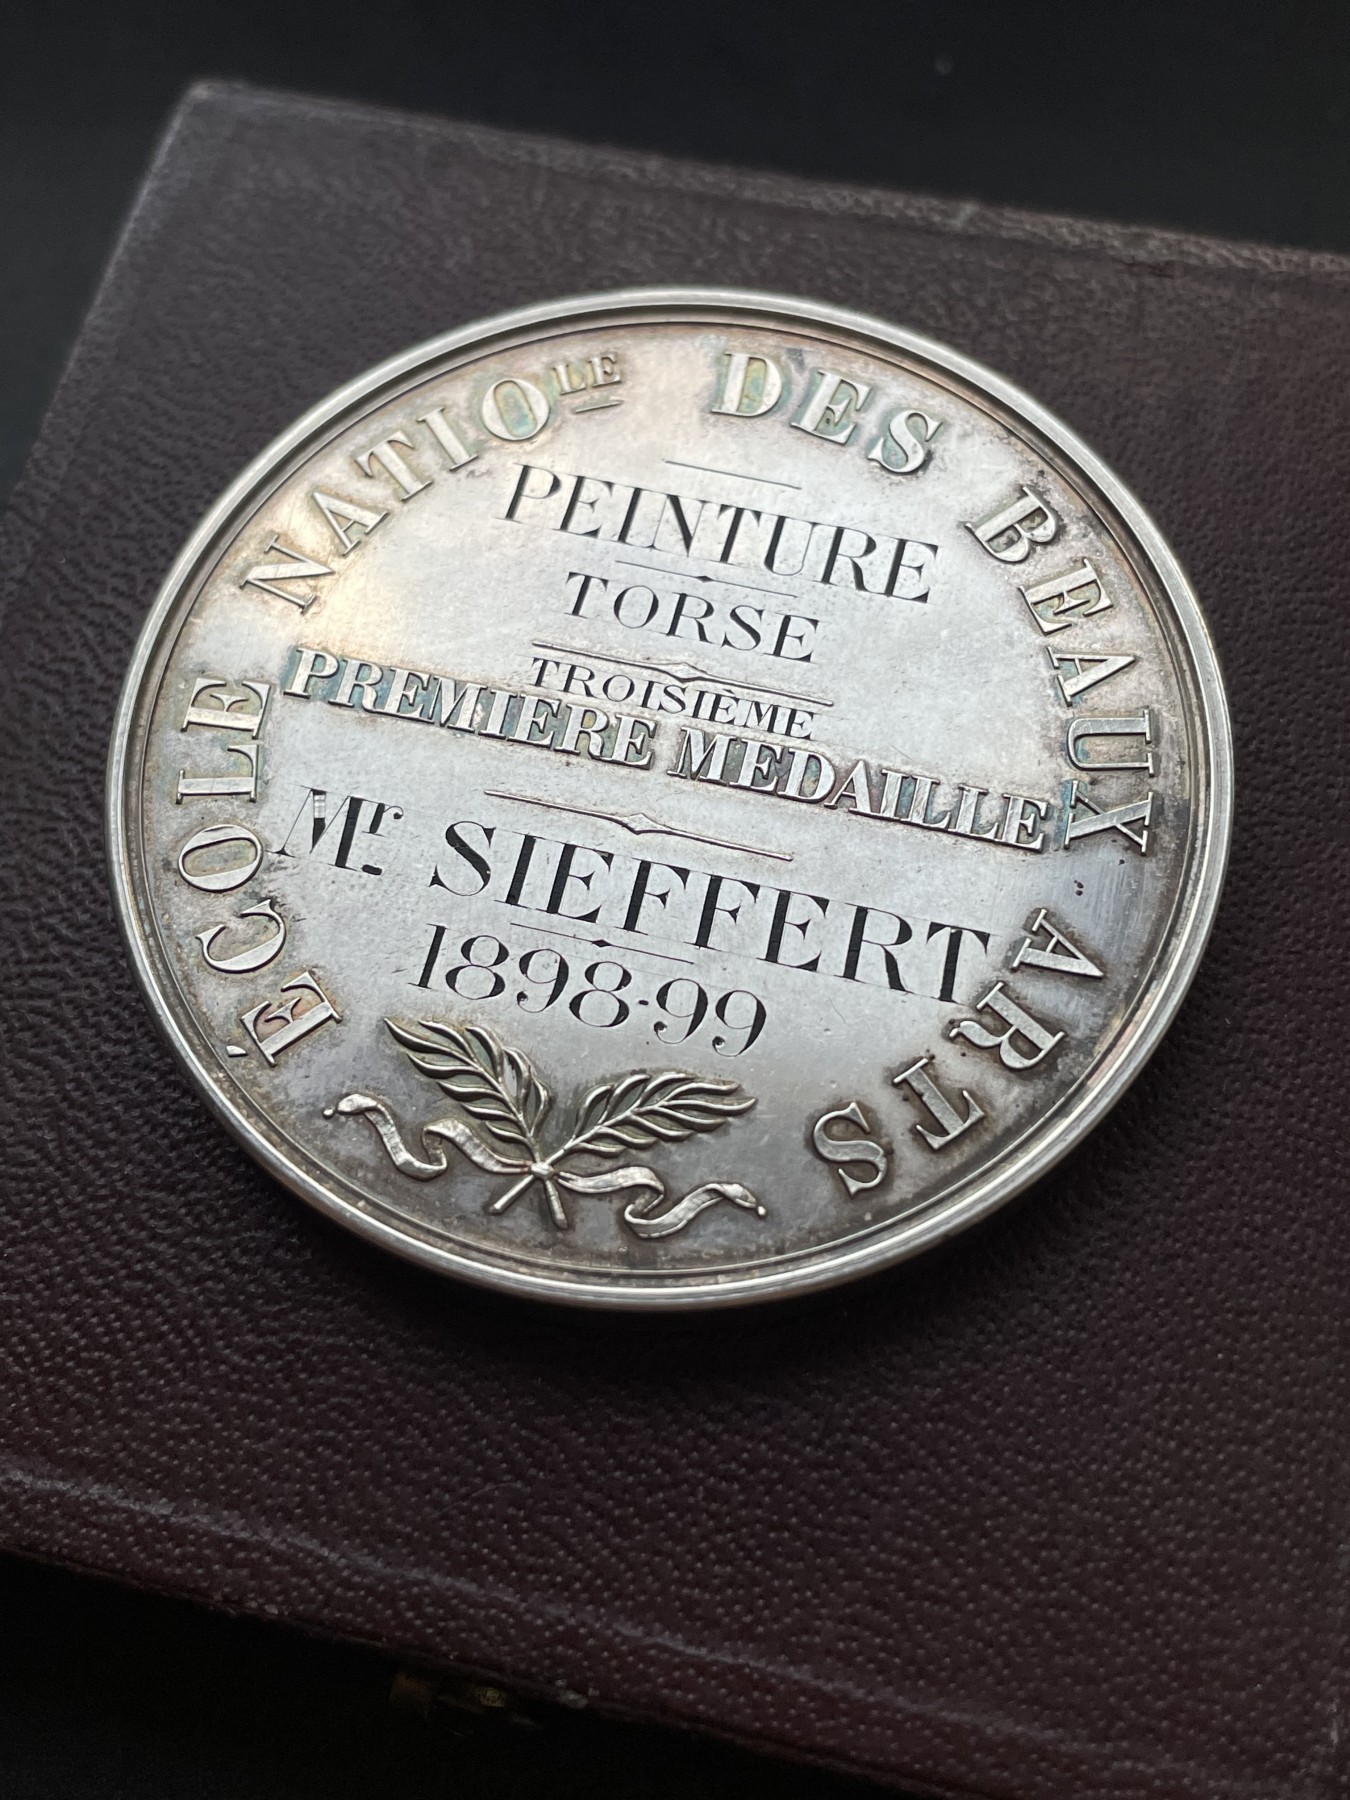 ÉCOLE NATIOLE DES BEAUX ARTS
PEINTURE
TORSE
TROISIÈME
PREMIERE MEDAILLE
Mr. SIEFFERT
1898-99